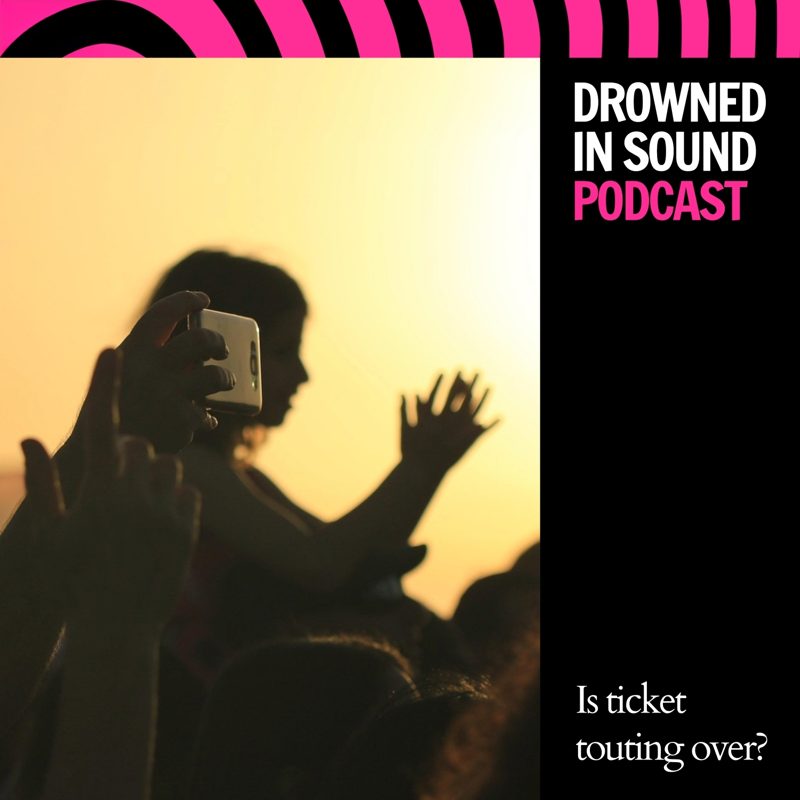 DROWNED
IN SOUND
PODCAST
Is ticket
touting over?